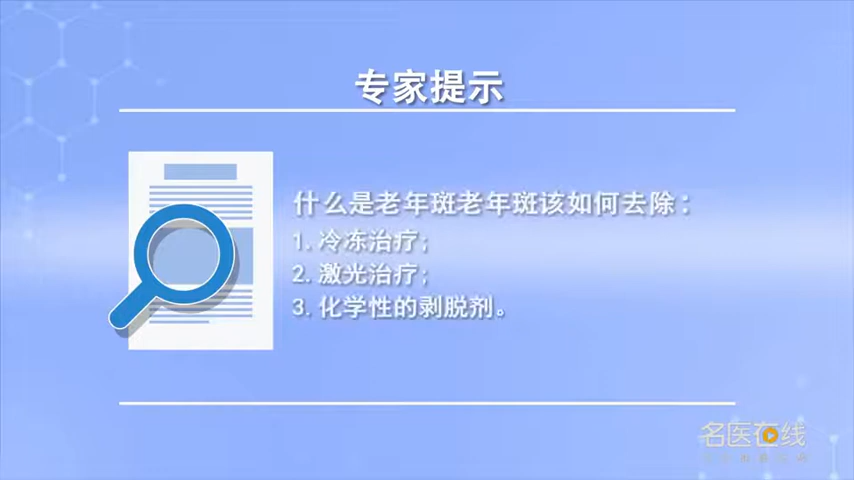 专家提示
什么是老年斑老年斑该如何去除：
1. 冷冻治疗；
2. 激光治疗；
3. 化学性的剥脱剂。
名医在线